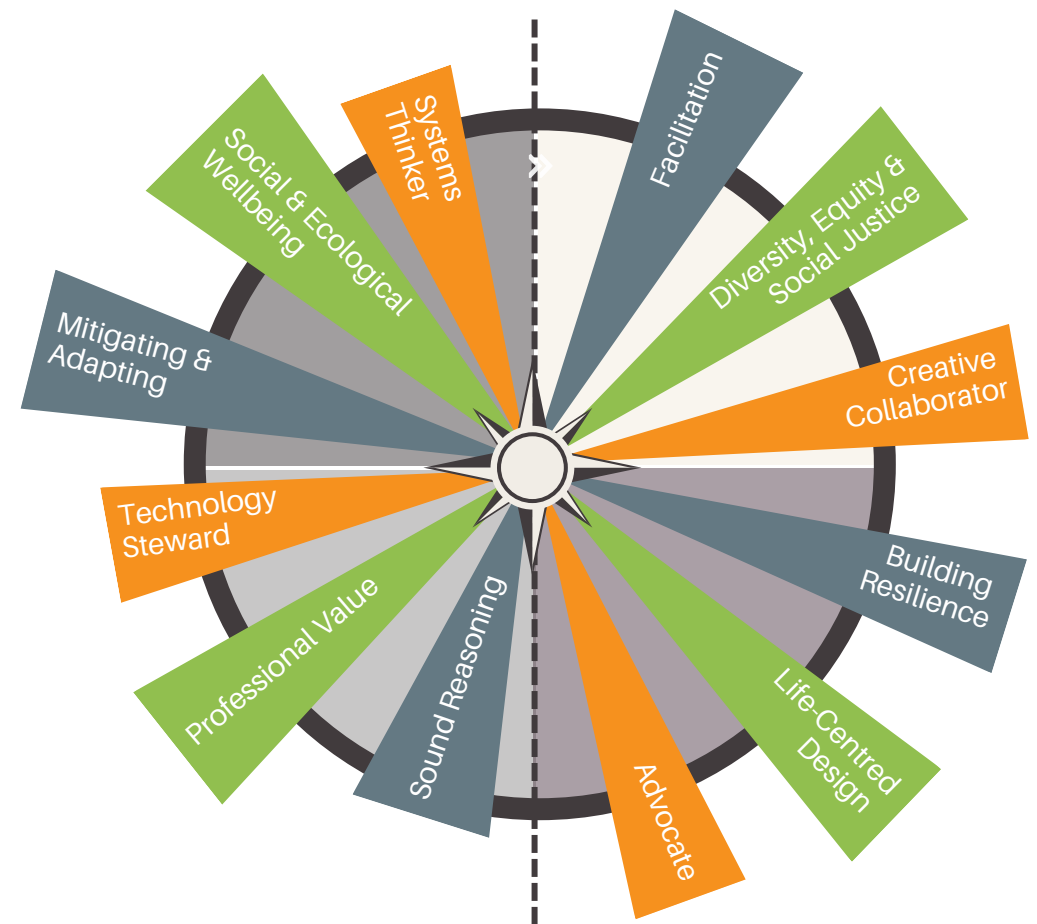 Facilitation
Diversity, Equity &
Social Justice
Creative
Collaborator
Building
Resilience
Life-Centred
Design
Advocate
Sound Reasoning
Professional Value
Technology
Steward
Mitigating &
Adapting
Social & Ecological
Wellbeing
Systems
Thinker